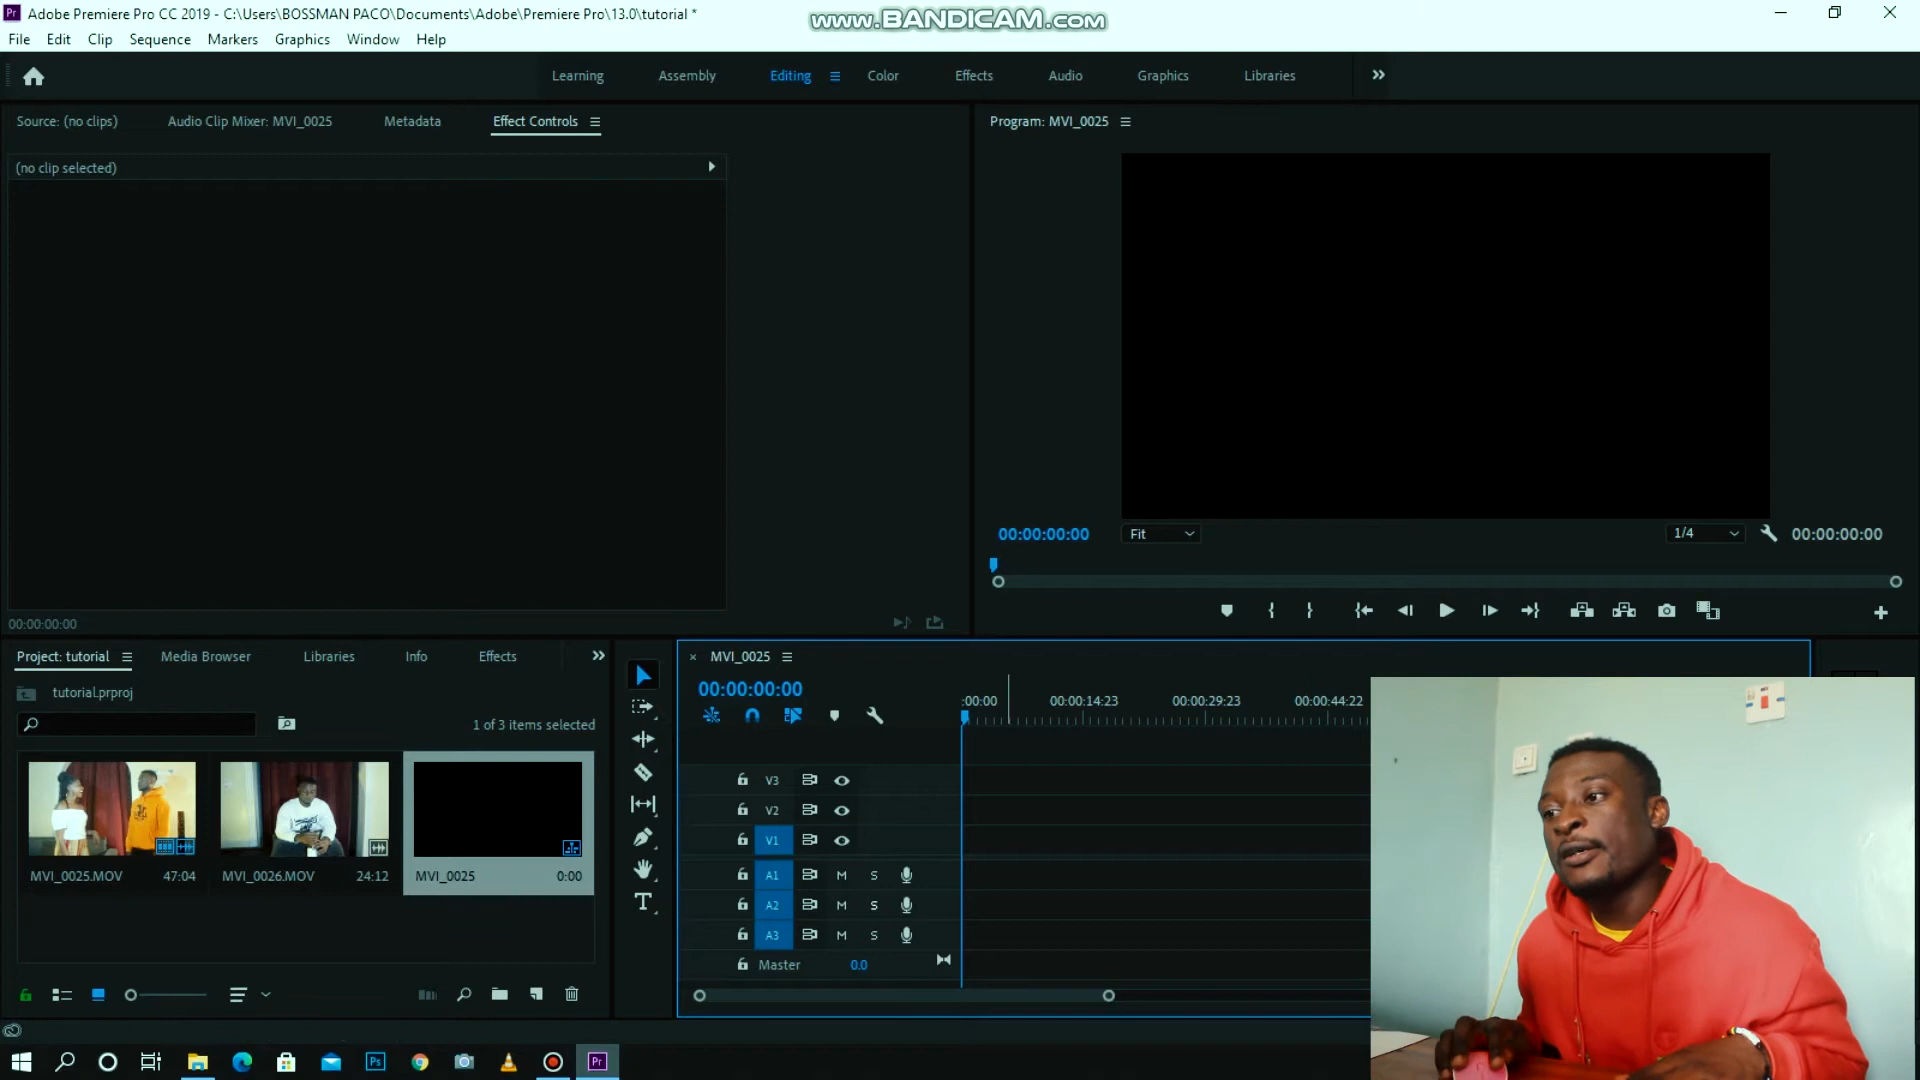 Pr Adobe Premiere Pro CC 2019 - C:\Users\BOSSMAN PACO\Documents\Adobe\Premiere Pro\13.0\tutorial *
www.BANDICAM.com
File Edit Clip Sequence Markers Graphics Window Help
Learning Assembly Editing Color Effects Audio Graphics Libraries
Source: (no clips) Audio Clip Mixer: MVI_0025 Metadata Effect Controls
Program: MVI_0025
(no clip selected)
00:00:00:00 Fit 1/4 00:00:00:00
00:00:00:00
Project: tutorial Media Browser Libraries Info Effects
tutorial.prproj
1 of 3 items selected
MVI_0025.MOV 47:04
MVI_0026.MOV 24:12
MVI_0025 0:00
× MVI_0025
00:00:00:00
:00:00 00:00:14:23 00:00:29:23 00:00:44:22
V3
V2
V1
A1 M S
A2 M S
A3 M S
Master 0.0
T
Ps Pr